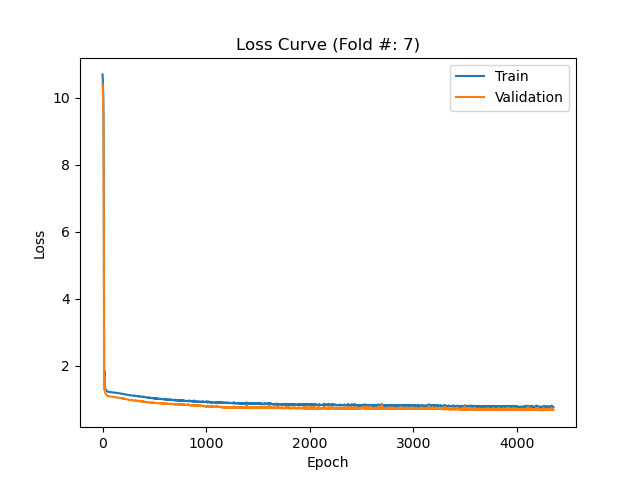 Loss Curve (Fold #: 7)
Train
Validation
10
8
6
4
2
Loss
0 1000 2000 3000 4000
Epoch